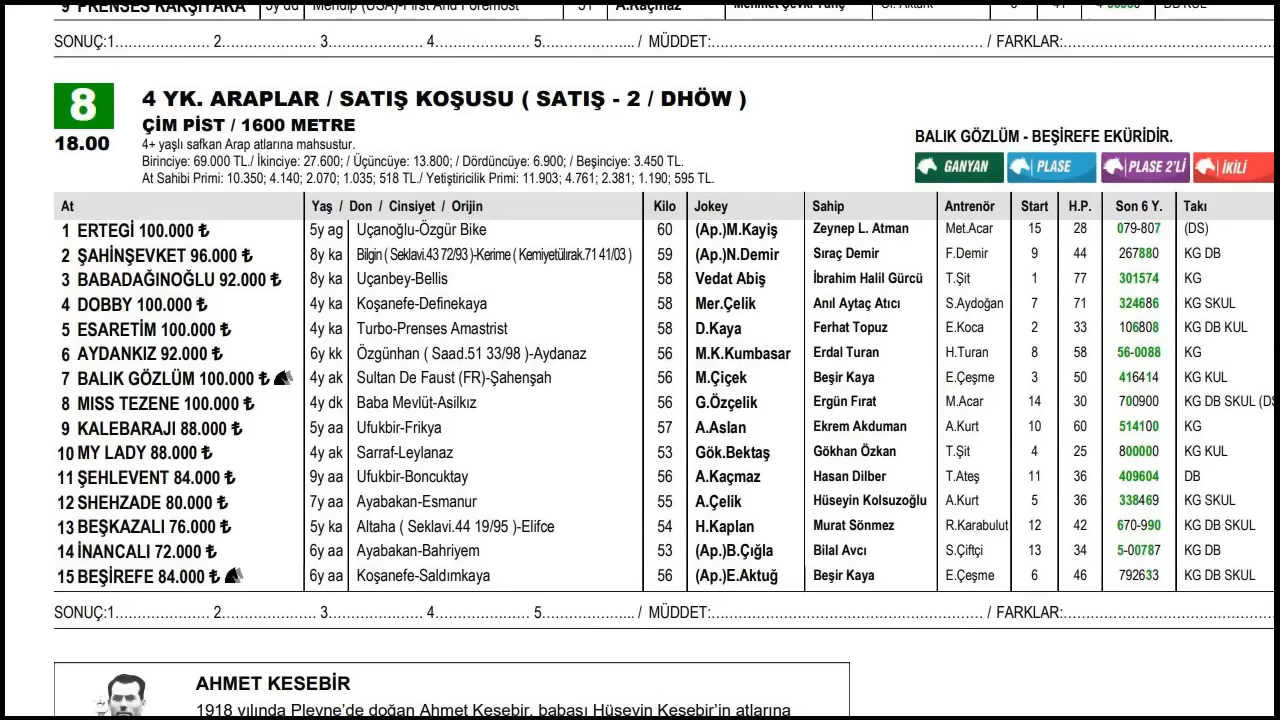 9 PRENSES KARŞIYAKA 5y dd Mendip (USA)-First And Foremost 51 A.Kaçmaz Mehmet Şevki Tunç
SONUÇ:1...................... 2...................... 3...................... 4...................... 5...................... / MÜDDET:.............................................................. / FARKLAR:..................................................
8 4 YK. ARAPLAR / SATIŞ KOŞUSU ( SATIŞ - 2 / DHÖW )
18.00 ÇİM PİST / 1600 METRE
4+ yaşlı safkan Arap atlarına mahsustur.
BALIK GÖZLÜM - BEŞİREFE EKÜRİDİR.
Birinciye: 69.000 TL./ İkinciye: 27.600; / Üçüncüye: 13.800; / Dördüncüye: 6.900; / Beşinciye: 3.450 TL.
At Sahibi Primi: 10.350; 4.140; 2.070; 1.035; 518 TL./ Yetiştiricilik Primi: 11.903; 4.761; 2.381; 1.190; 595 TL.
GANYAN PLASE PLASE 2'Lİ İKİLİ
At Yaş / Don / Cinsiyet / Orijin Kilo Jokey Sahip Antrenör Start H.P. Son 6 Y. Takı
1 ERTEGİ 100.000 ₺ 5y ag Uçanoğlu-Özgür Bike 60 (Ap.)M.Kayiş Zeynep L. Atman Met.Acar 15 28 079-807 (DS)
2 ŞAHİNŞEVKET 96.000 ₺ 8y ka Bilgin ( Seklavi.43 72/93 )-Kerime ( Kemiyetülırak.71 41/03 ) 59 (Ap.)N.Demir Sıraç Demir F.Demir 9 44 267880 KG DB
3 BABADAĞINOĞLU 92.000 ₺ 8y ka Uçanbey-Bellis 58 Vedat Abiş İbrahim Halil Gürcü T.Şit 1 77 301574 KG
4 DOBBY 100.000 ₺ 4y ka Koşanefe-Definekaya 58 Mer.Çelik Anıl Aytaç Atıcı S.Aydoğan 7 71 324686 KG SKUL
5 ESARETİM 100.000 ₺ 4y ka Turbo-Prenses Amastrist 58 D.Kaya Ferhat Topuz E.Koca 2 33 106808 KG DB KUL
6 AYDANKIZ 92.000 ₺ 6y kk Özgünhan ( Saad.51 33/98 )-Aydanaz 56 M.K.Kumbasar Erdal Turan H.Turan 8 58 56-0088 KG
7 BALIK GÖZLÜM 100.000 ₺ 4y ak Sultan De Faust (FR)-Şahenşah 56 M.Çiçek Beşir Kaya E.Çeşme 3 50 416414 KG KUL
8 MISS TEZENE 100.000 ₺ 4y dk Baba Mevlüt-Asilkız 56 G.Özçelik Ergün Fırat M.Acar 14 30 700900 KG DB SKUL (DS
9 KALEBARAJI 88.000 ₺ 5y aa Ufukbir-Frikya 57 A.Aslan Ekrem Akduman A.Kurt 10 60 514100 KG
10 MY LADY 88.000 ₺ 4y ak Sarraf-Leylanaz 53 Gök.Bektaş Gökhan Özkan T.Şit 4 25 800000 KG KUL
11 ŞEHLEVENT 84.000 ₺ 9y aa Ufukbir-Boncuktay 56 A.Kaçmaz Hasan Dilber T.Ateş 11 36 409604 DB
12 SHEHZADE 80.000 ₺ 7y aa Ayabakan-Esmanur 55 A.Çelik Hüseyin Kolsuzoğlu A.Kurt 5 36 338469 KG SKUL
13 BEŞKAZALI 76.000 ₺ 5y ka Altaha ( Seklavi.44 19/95 )-Elifce 54 H.Kaplan Murat Sönmez R.Karabulut 12 42 670-990 KG DB SKUL
14 İNANCALI 72.000 ₺ 6y aa Ayabakan-Bahriyem 53 (Ap.)B.Çığla Bilal Avcı S.Çiftçi 13 34 5-00787 KG DB
15 BEŞİREFE 84.000 ₺ 6y aa Koşanefe-Saldımkaya 56 (Ap.)E.Aktuğ Beşir Kaya E.Çeşme 6 46 792633 KG DB SKUL
SONUÇ:1...................... 2...................... 3...................... 4...................... 5...................... / MÜDDET:.............................................................. / FARKLAR:..................................................
AHMET KESEBİR
1918 yılında Plevne'de doğan Ahmet Kesebir, babası Hüseyin Kesebir'in atlarına